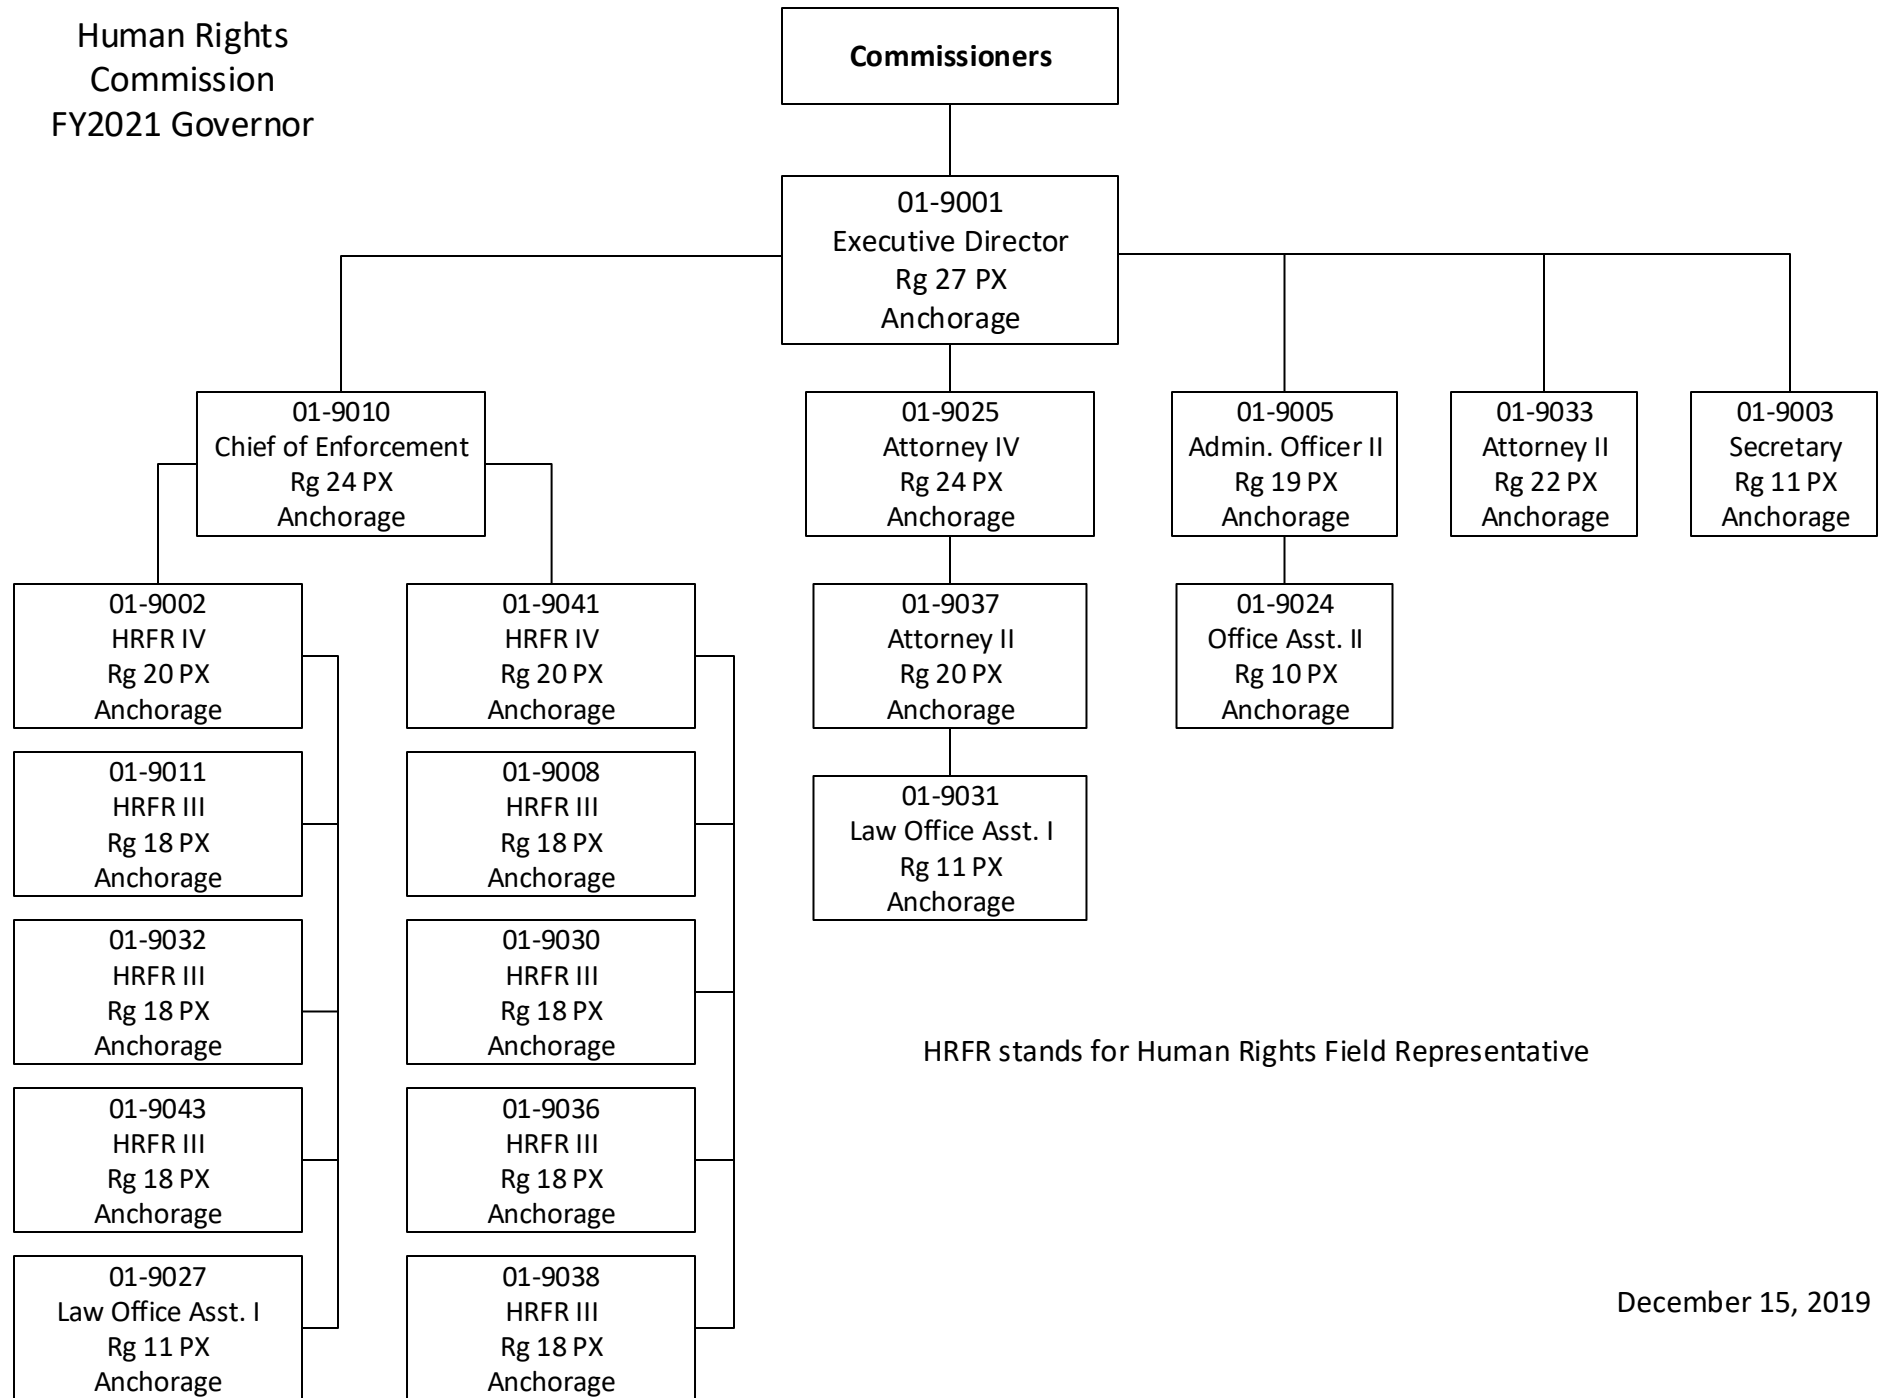 Human Rights
Commission
FY2021 Governor
Commissioners
01-9001
Executive Director
Rg 27 PX
Anchorage
01-9010
Chief of Enforcement
Rg 24 PX
Anchorage
01-9025
Attorney IV
Rg 24 PX
Anchorage
01-9005
Admin. Officer II
Rg 19 PX
Anchorage
01-9033
Attorney II
Rg 22 PX
Anchorage
01-9003
Secretary
Rg 11 PX
Anchorage
01-9002
HRFR IV
Rg 20 PX
Anchorage
01-9041
HRFR IV
Rg 20 PX
Anchorage
01-9037
Attorney II
Rg 20 PX
Anchorage
01-9024
Office Asst. II
Rg 10 PX
Anchorage
01-9011
HRFR III
Rg 18 PX
Anchorage
01-9008
HRFR III
Rg 18 PX
Anchorage
01-9031
Law Office Asst. I
Rg 11 PX
Anchorage
01-9032
HRFR III
Rg 18 PX
Anchorage
01-9030
HRFR III
Rg 18 PX
Anchorage
HRFR stands for Human Rights Field Representative
01-9043
HRFR III
Rg 18 PX
Anchorage
01-9036
HRFR III
Rg 18 PX
Anchorage
01-9027
Law Office Asst. I
Rg 11 PX
Anchorage
01-9038
HRFR III
Rg 18 PX
Anchorage
December 15, 2019